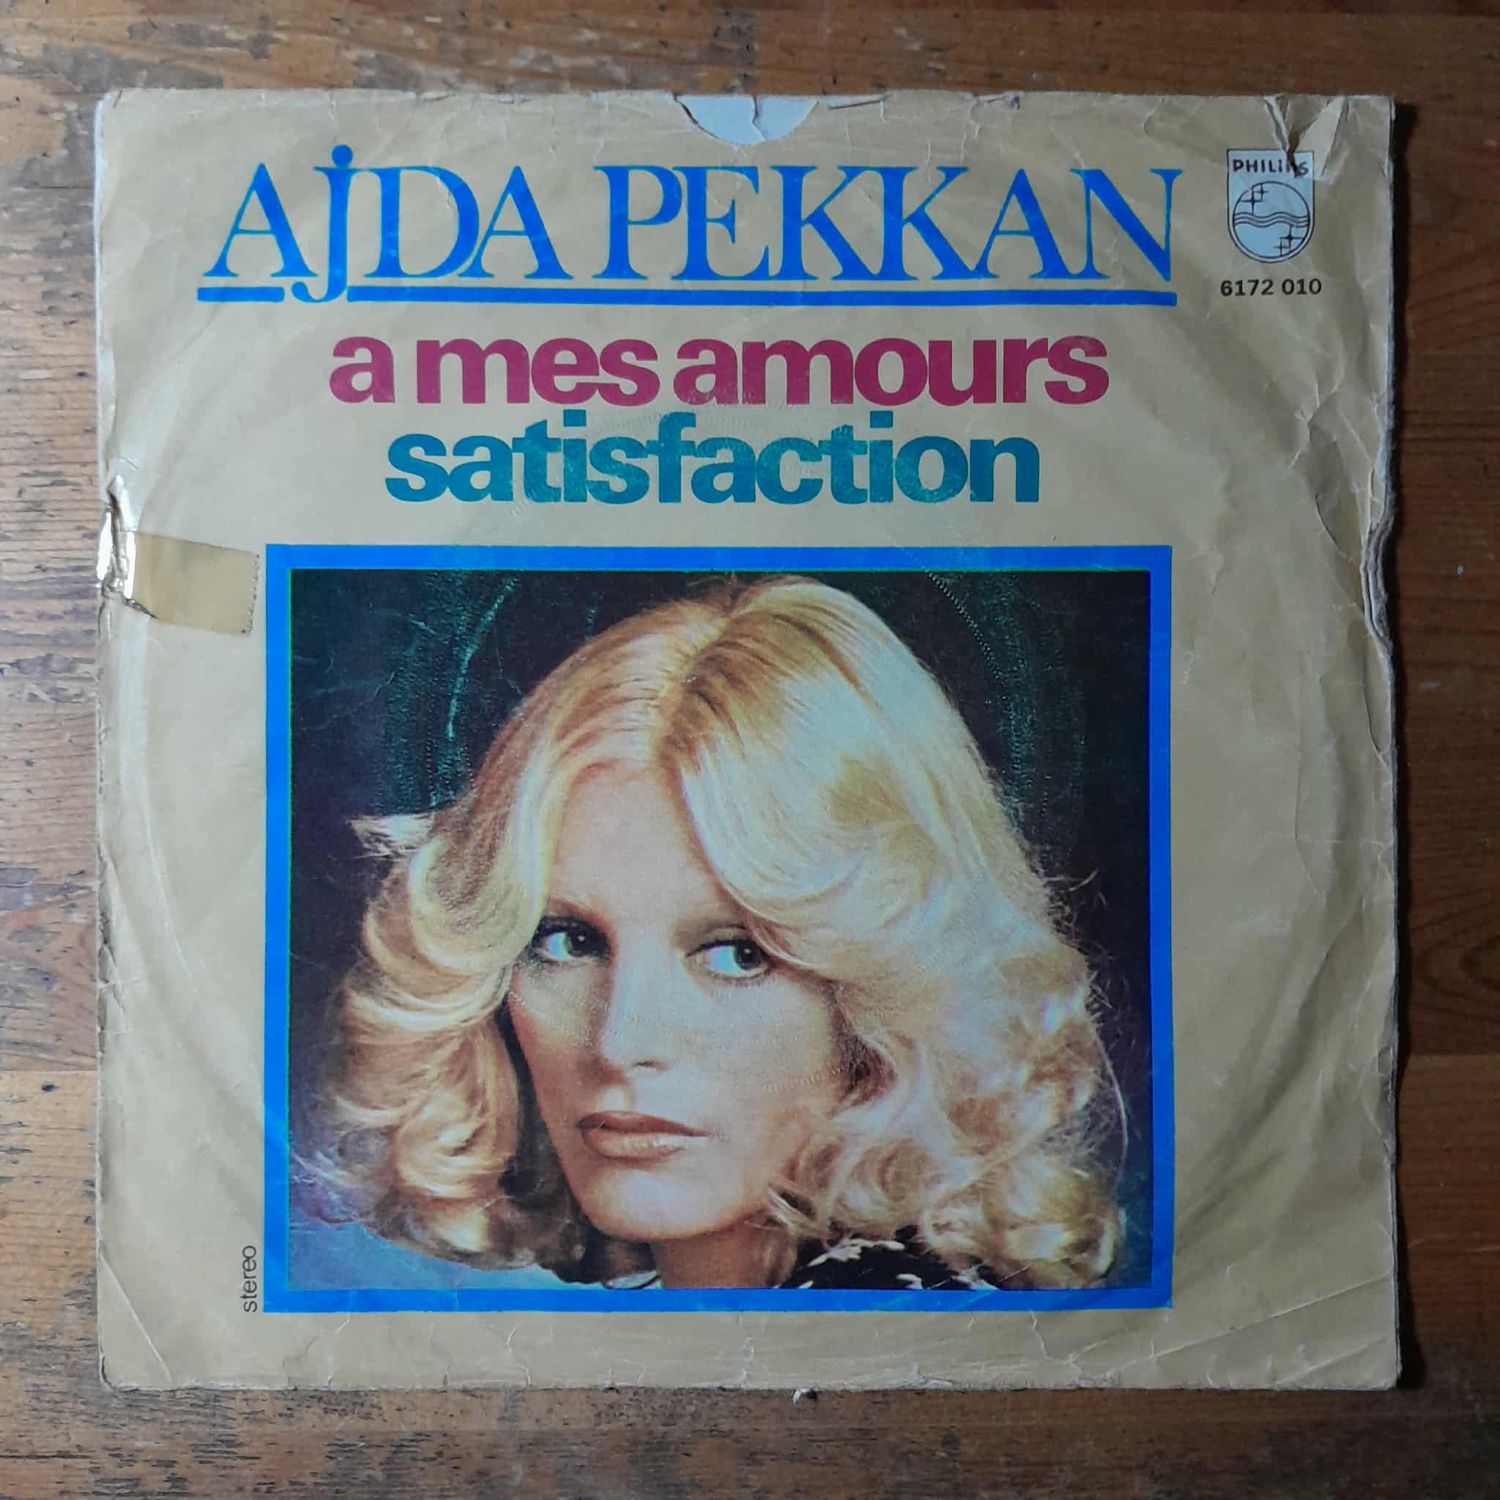 AjDA PEKKAN
PHILIPS
6172 010
a mes amours
satisfaction
stereo